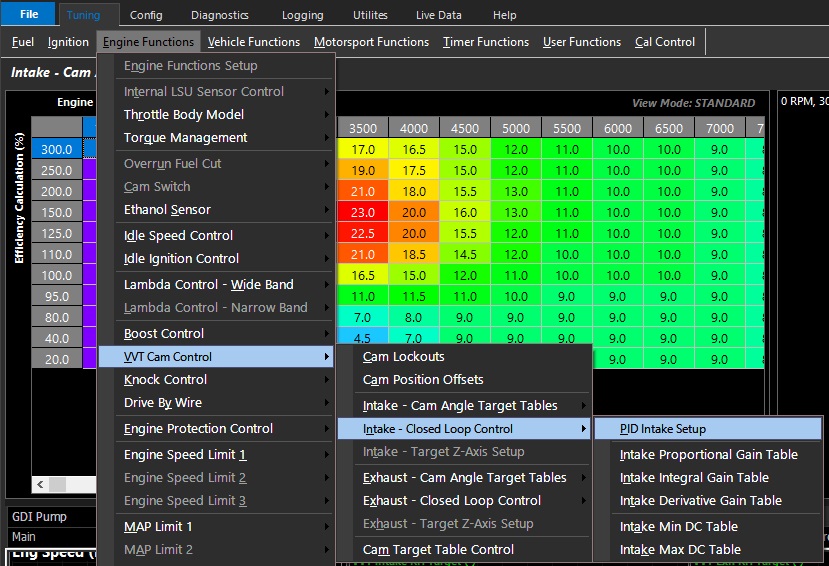 File Tuning Config Diagnostics Logging Utilites Live Data Help
Fuel Ignition Engine Functions Vehicle Functions Motorsport Functions Timer Functions User Functions Cal Control
Intake - Cam
Engine
View Mode: STANDARD
0 RPM, 30
Efficiency Calculation (%)
3500 4000 4500 5000 5500 6000 6500 7000 7
300.0 17.0 16.5 15.0 12.0 11.0 10.0 10.0 9.0
250.0 19.0 17.5 15.0 12.0 11.0 10.0 10.0 9.0
200.0 21.0 18.0 15.5 13.0 11.0 10.0 10.0 9.0
150.0 23.0 20.0 16.0 13.0 11.0 10.0 10.0 9.0
125.0 22.5 20.0 15.5 12.0 11.0 10.0 10.0 9.0
110.0 21.0 18.5 14.5 12.0 10.0 10.0 9.0 9.0
100.0 16.5 15.0 12.0 11.0 10.0 10.0 9.0 9.0
95.0 11.0 11.5 11.0 10.0 9.0 9.0 9.0 9.0
80.0 7.0 8.0 9.0 9.0 9.0 9.0 9.0 9.0
40.0 4.5 7.0 9.0 9.0 9.0 9.0 9.0 9.0
20.0 9.0 9.0 9.0
Engine Functions Setup
Internal LSU Sensor Control
Throttle Body Model
Torque Management
Overrun Fuel Cut
Cam Switch
Ethanol Sensor
Idle Speed Control
Idle Ignition Control
Lambda Control - Wide Band
Lambda Control - Narrow Band
Boost Control
VVT Cam Control
Knock Control
Drive By Wire
Engine Protection Control
Engine Speed Limit 1
Engine Speed Limit 2
Engine Speed Limit 3
MAP Limit 1
MAP Limit 2
Cam Lockouts
Cam Position Offsets
Intake - Cam Angle Target Tables
Intake - Closed Loop Control
Intake - Target Z-Axis Setup
Exhaust - Cam Angle Target Tables
Exhaust - Closed Loop Control
Exhaust - Target Z-Axis Setup
Cam Target Table Control
PID Intake Setup
Intake Proportional Gain Table
Intake Integral Gain Table
Intake Derivative Gain Table
Intake Min DC Table
Intake Max DC Table
GDI Pump
Main
Eng Speed (